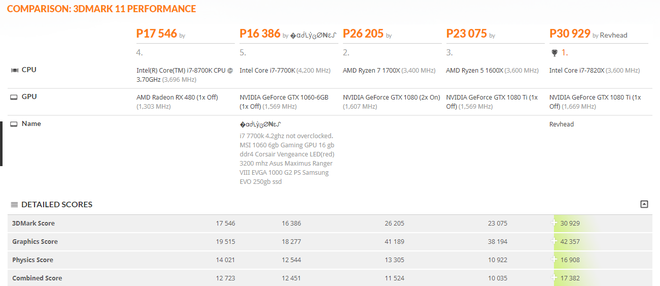 COMPARISON: 3DMARK 11 PERFORMANCE
P17 546 by P16 386 by P26 205 by P23 075 by P30 929 by Revhead
4. 5. 2. 3. 1.
CPU
Intel(R) Core(TM) i7-8700K CPU @
3.70GHz (3,696 MHz)
Intel Core i7-7700K (4,200 MHz)
AMD Ryzen 7 1700X (3,400 MHz)
AMD Ryzen 5 1600X (3,600 MHz)
Intel Core i7-7820X (3,600 MHz)
GPU
AMD Radeon RX 480 (1x Off)
(1,303 MHz)
NVIDIA GeForce GTX 1060-6GB
(1x Off) (1,569 MHz)
NVIDIA GeForce GTX 1080 (2x On)
(1,607 MHz)
NVIDIA GeForce GTX 1080 Ti (1x
Off) (1,569 MHz)
NVIDIA GeForce GTX 1080 Ti (1x
Off) (1,669 MHz)
Name
i7 7700k 4.2ghz not overclocked,
MSI 1060 6gb Gaming GPU 16 gb
ddr4 Corsair Vengeance LED(red)
3200 mhz Asus Maximus Ranger
VIII EVGA 1000 G2 PS Samsung
EVO 250gb ssd
Revhead
DETAILED SCORES
3DMark Score 17 546 16 386 26 205 23 075 30 929
Graphics Score 19 515 18 277 41 189 38 194 42 357
Physics Score 14 021 12 544 13 305 10 922 16 908
Combined Score 12 723 12 451 11 524 10 035 17 382